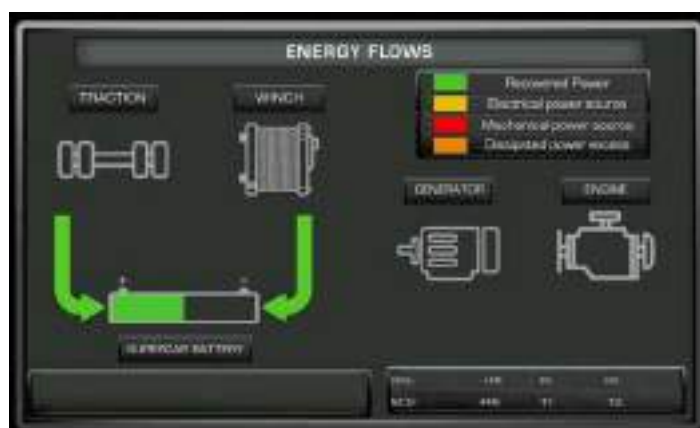 ENERGY FLOWS
TRACTION
WINCH
Recovered Power
Electrical power source
Mechanical power source
Dissipated power excess
GENERATOR
ENGINE
SUPERCAP BATTERY